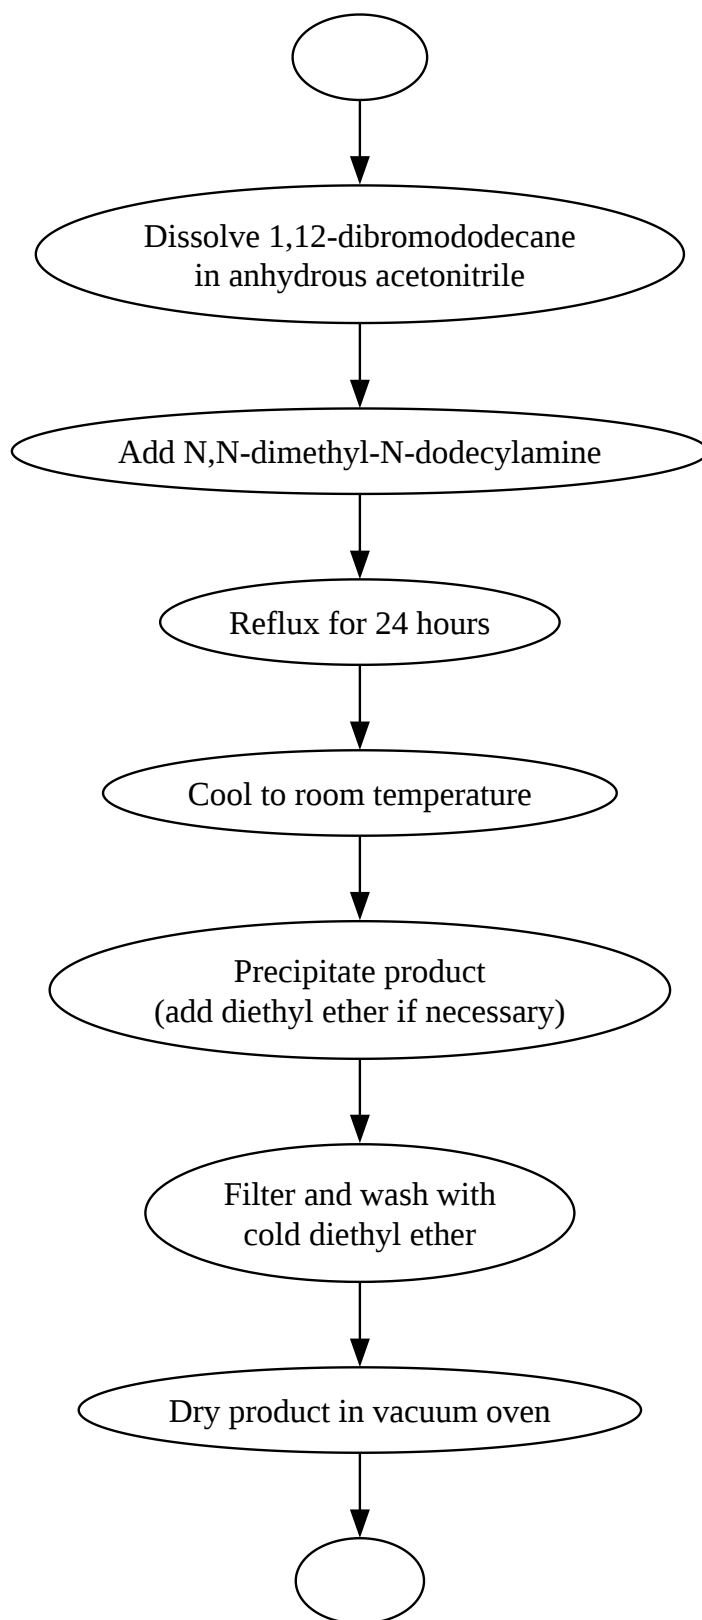 Dissolve 1,12-dibromododecane
in anhydrous acetonitrile
Add N,N-dimethyl-N-dodecylamine
Reflux for 24 hours
Cool to room temperature
Precipitate product
(add diethyl ether if necessary)
Filter and wash with
cold diethyl ether
Dry product in vacuum oven